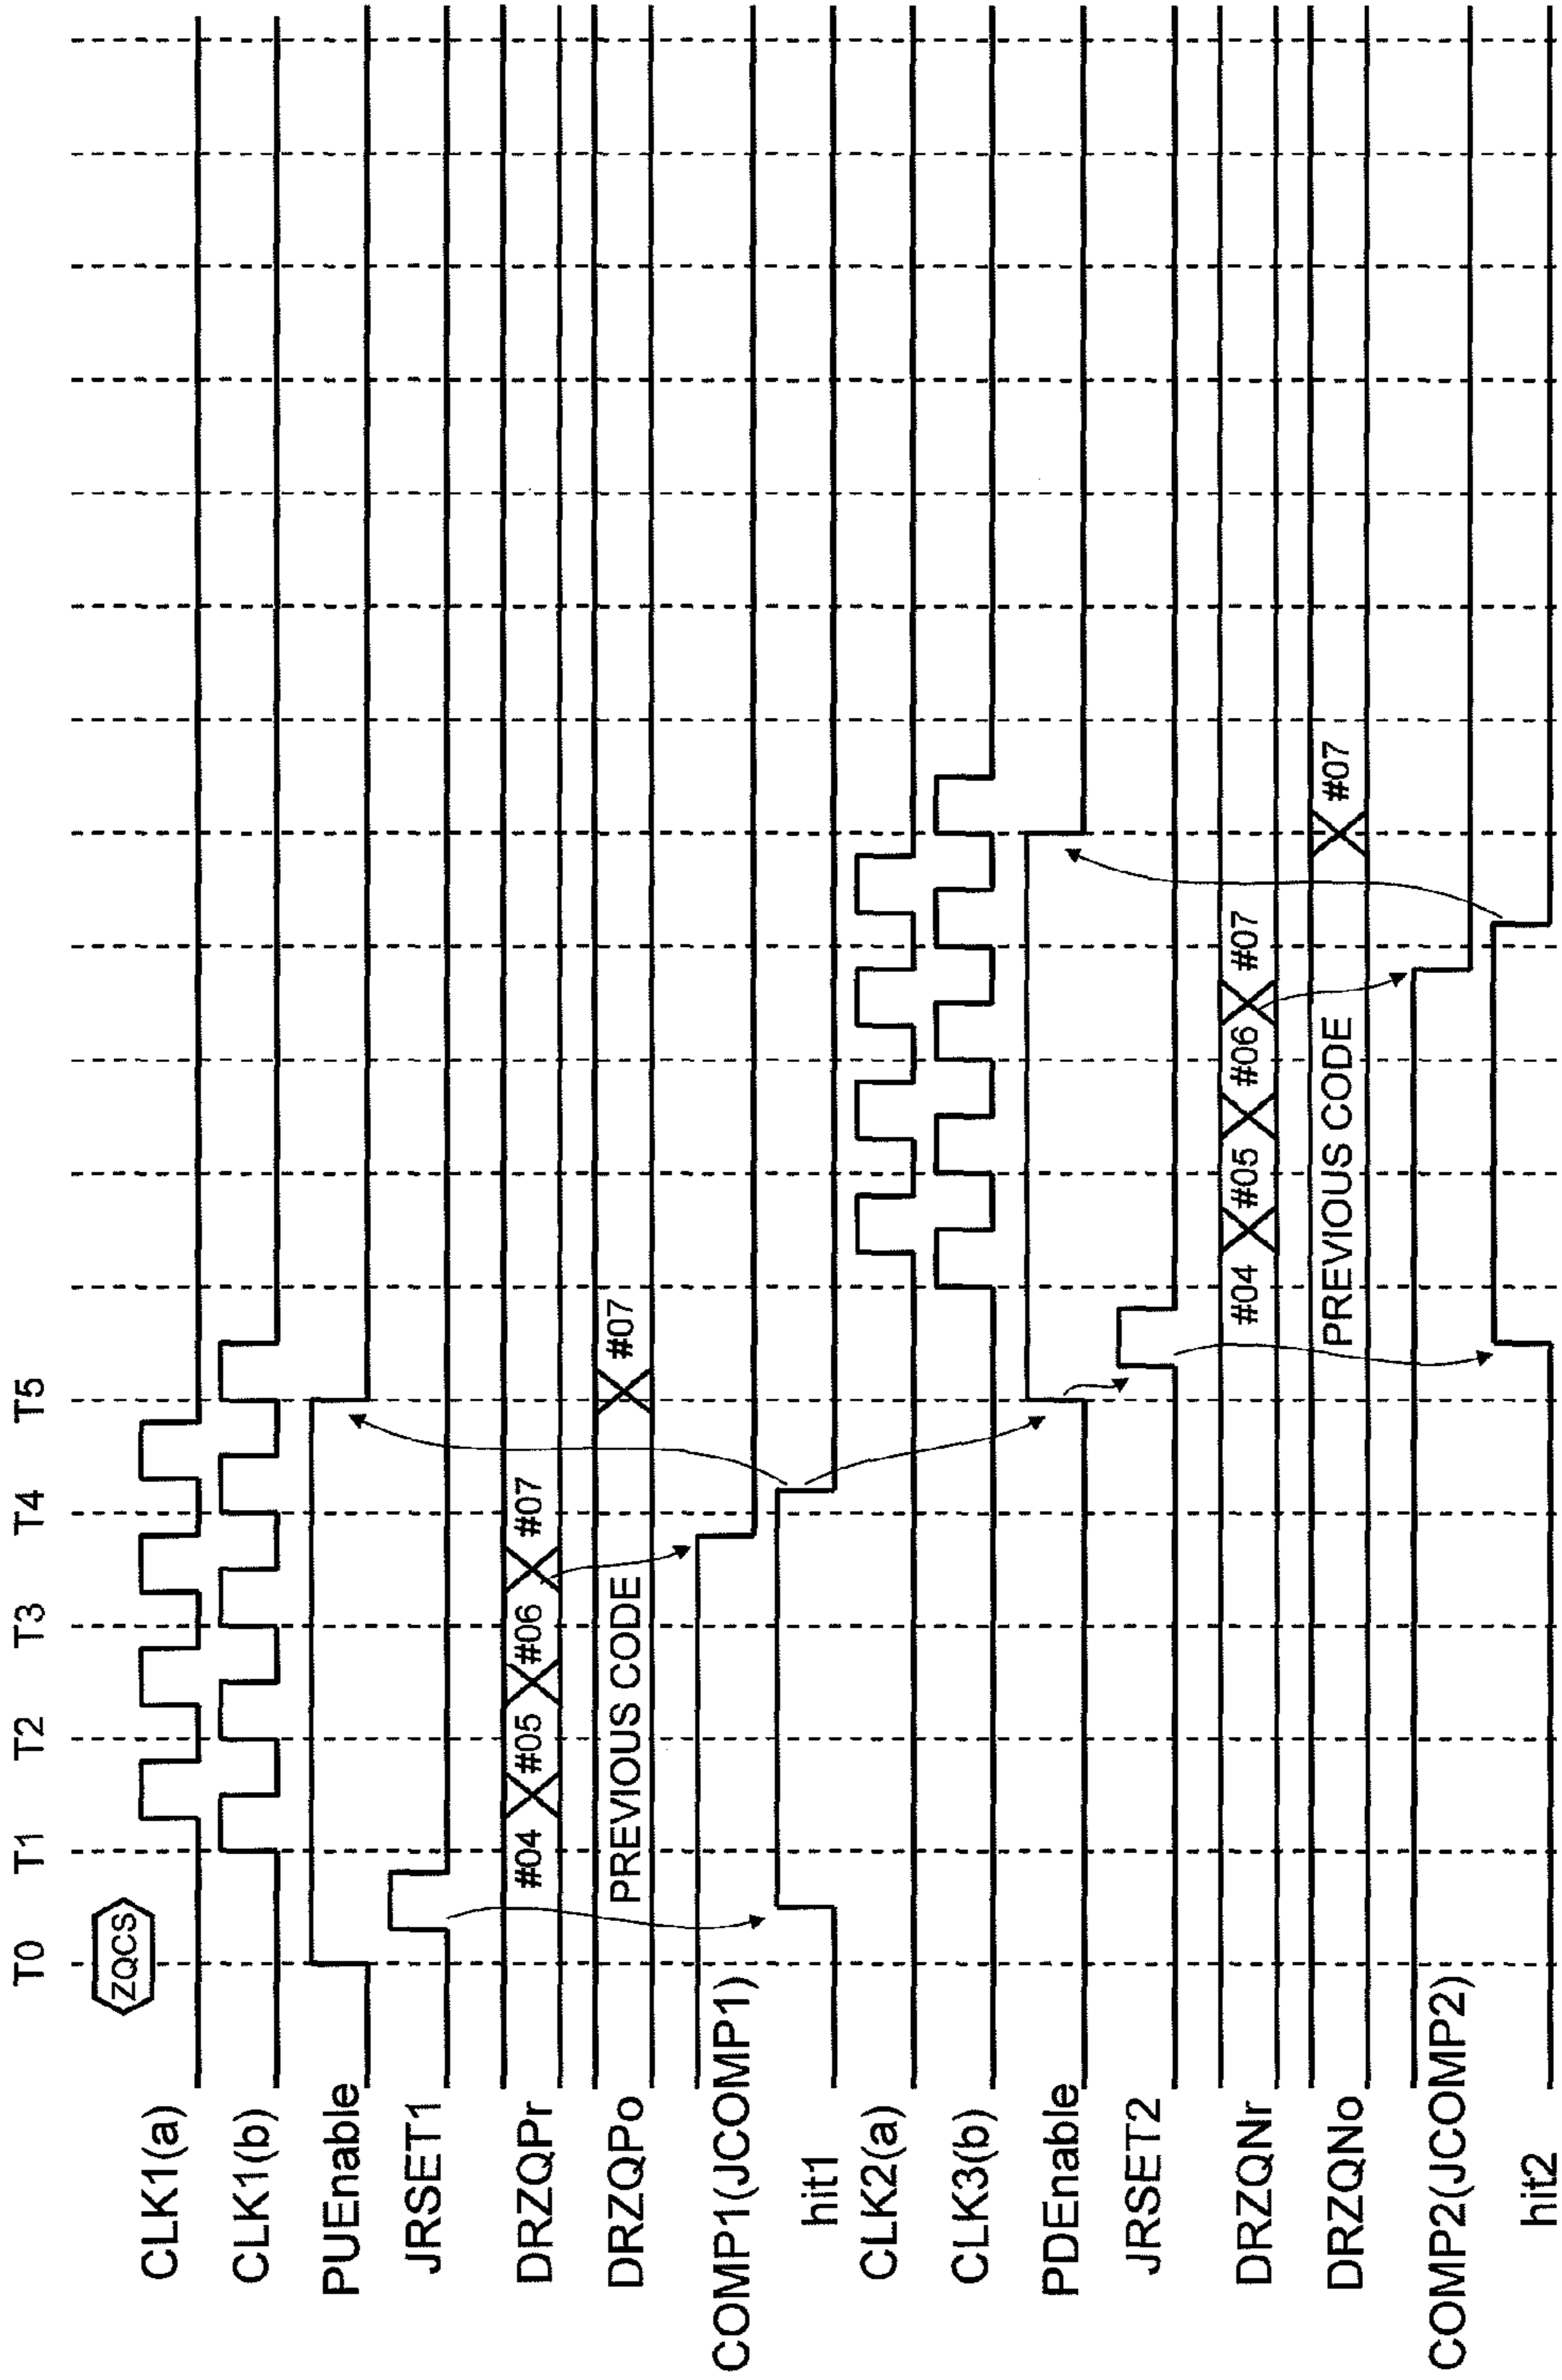 T0 T1 T2 T3 T4 T5
ZQCS
CLK1(a)
CLK1(b)
PUEnable
JRSET1
DRZQPr #04 #05 #06 #07
DRZQPo PREVIOUS CODE #07
COMP1(JCOMP1)
hit1
CLK2(a)
CLK3(b)
PDEnable
JRSET2
DRZQNr #04 #05 #06 #07
DRZQNo PREVIOUS CODE #07
COMP2(JCOMP2)
hit2